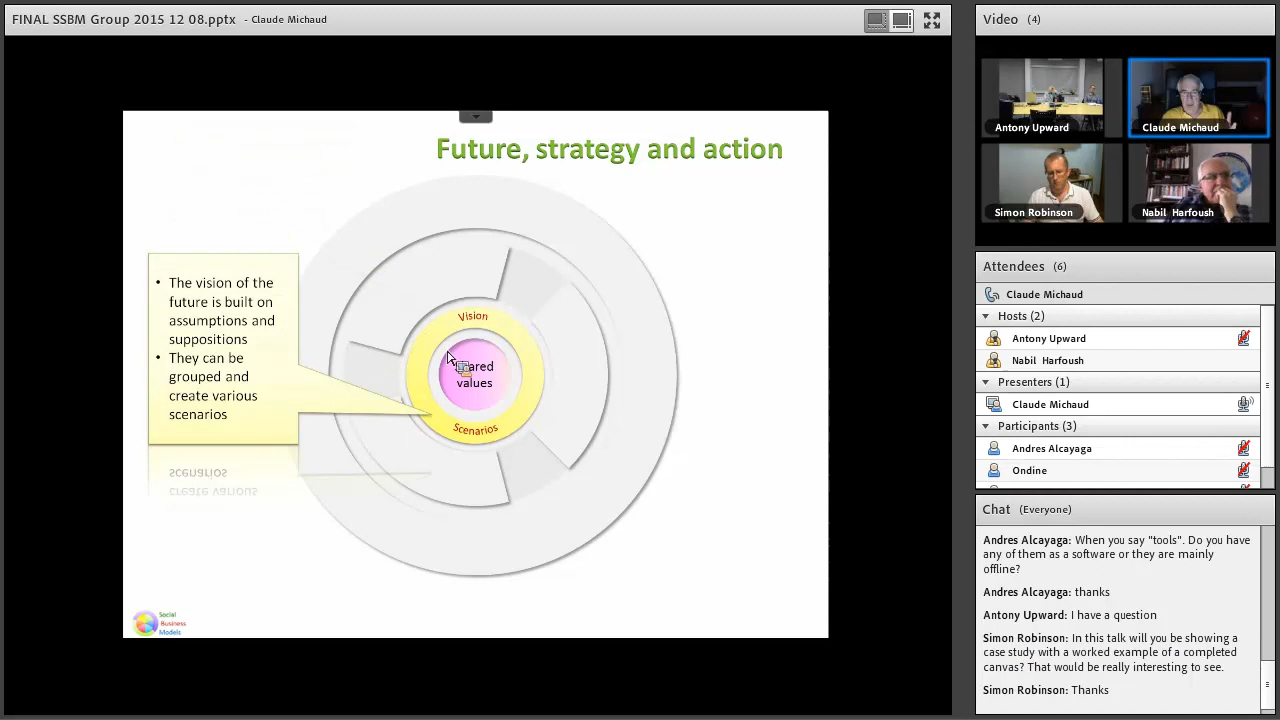 FINAL SSBM Group 2015 12 08.pptx - Claude Michaud
Future, strategy and action
• The vision of the
future is built on
assumptions and
suppositions
• They can be
grouped and
create various
scenarios
Vision
ared
values
Scenarios
scenarios
create various
Social
Business
Models
Video (4)
Antony Upward
Claude Michaud
Simon Robinson
Nabil Harfoush
Attendees (6)
Claude Michaud
Hosts (2)
Antony Upward
Nabil Harfoush
Presenters (1)
Claude Michaud
Participants (3)
Andres Alcayaga
Ondine
Chat (Everyone)
Andres Alcayaga: When you say "tools". Do you have
any of them as a software or they are mainly
offline?
Andres Alcayaga: thanks
Antony Upward: I have a question
Simon Robinson: In this talk will you be showing a
case study with a worked example of a completed
canvas? That would be really interesting to see.
Simon Robinson: Thanks